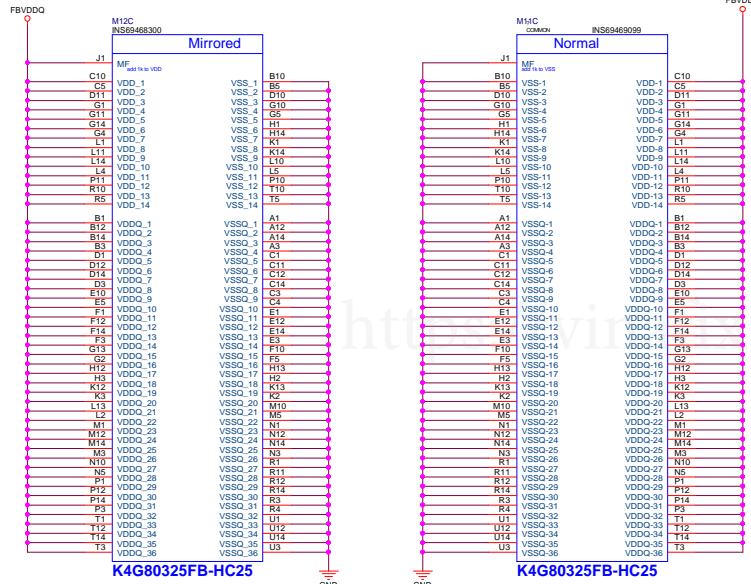 FBVDDQ
M12C
INS69468300
Mirrored
J1 MF
add 1k to VDD
C10 VDD_1 VSS_1 B10
C5 VDD_2 VSS_2 B5
D11 VDD_3 VSS_3 D10
G1 VDD_4 VSS_4 G10
G11 VDD_5 VSS_5 G5
G14 VDD_6 VSS_6 H1
G4 VDD_7 VSS_7 H14
L1 VDD_8 VSS_8 K1
L11 VDD_9 VSS_9 K14
L14 VDD_10 VSS_10 L10
L4 VDD_11 VSS_11 L5
P11 VDD_12 VSS_12 P10
R10 VDD_13 VSS_13 T10
R5 VDD_14 VSS_14 T5
B1 VDDQ_1 VSSQ_1 A1
B12 VDDQ_2 VSSQ_2 A12
B14 VDDQ_3 VSSQ_3 A14
B3 VDDQ_4 VSSQ_4 A3
D1 VDDQ_5 VSSQ_5 C1
D12 VDDQ_6 VSSQ_6 C11
D14 VDDQ_7 VSSQ_7 C12
D3 VDDQ_8 VSSQ_8 C14
E10 VDDQ_9 VSSQ_9 C3
E5 VDDQ_10 VSSQ_10 C4
F1 VDDQ_11 VSSQ_11 E1
F12 VDDQ_12 VSSQ_12 E12
F14 VDDQ_13 VSSQ_13 E14
F3 VDDQ_14 VSSQ_14 E3
G13 VDDQ_15 VSSQ_15 F10
G2 VDDQ_16 VSSQ_16 F5
H12 VDDQ_17 VSSQ_17 H13
H3 VDDQ_18 VSSQ_18 H2
K12 VDDQ_19 VSSQ_19 K13
K3 VDDQ_20 VSSQ_20 K2
L13 VDDQ_21 VSSQ_21 M10
L2 VDDQ_22 VSSQ_22 M5
M1 VDDQ_23 VSSQ_23 N1
M12 VDDQ_24 VSSQ_24 N12
M14 VDDQ_25 VSSQ_25 N14
M3 VDDQ_26 VSSQ_26 N3
N10 VDDQ_27 VSSQ_27 R1
N5 VDDQ_28 VSSQ_28 R11
P1 VDDQ_29 VSSQ_29 R12
P12 VDDQ_30 VSSQ_30 R14
P14 VDDQ_31 VSSQ_31 R3
P3 VDDQ_32 VSSQ_32 R4
T1 VDDQ_33 VSSQ_33 U1
T12 VDDQ_34 VSSQ_34 U12
T14 VDDQ_35 VSSQ_35 U14
T3 VDDQ_36 VSSQ_36 U3
K4G80325FB-HC25
GND
M11C
COMMON INS69469099
Normal
J1 MF
add 1k to VSS
B10 VSS-1 VDD-1 C10
B5 VSS-2 VDD-2 C5
D10 VSS-3 VDD-3 D11
G10 VSS-4 VDD-4 G1
G5 VSS-5 VDD-5 G11
H1 VSS-6 VDD-6 G14
H14 VSS-7 VDD-7 G4
K1 VSS-8 VDD-8 L1
K14 VSS-9 VDD-9 L11
L10 VSS-10 VDD-10 L14
L5 VSS-11 VDD-11 L4
P10 VSS-12 VDD-12 P11
T10 VSS-13 VDD-13 R10
T5 VSS-14 VDD-14 R5
A1 VSSQ-1 VDDQ-1 B1
A12 VSSQ-2 VDDQ-2 B12
A14 VSSQ-3 VDDQ-3 B14
A3 VSSQ-4 VDDQ-4 B3
C1 VSSQ-5 VDDQ-5 D1
C11 VSSQ-6 VDDQ-6 D12
C12 VSSQ-7 VDDQ-7 D14
C14 VSSQ-8 VDDQ-8 D3
C3 VSSQ-9 VDDQ-9 E10
C4 VSSQ-10 VDDQ-10 E5
E1 VSSQ-11 VDDQ-11 F1
E12 VSSQ-12 VDDQ-12 F12
E14 VSSQ-13 VDDQ-13 F14
E3 VSSQ-14 VDDQ-14 F3
F10 VSSQ-15 VDDQ-15 G13
F5 VSSQ-16 VDDQ-16 G2
H13 VSSQ-17 VDDQ-17 H12
H2 VSSQ-18 VDDQ-18 H3
K13 VSSQ-19 VDDQ-19 K12
K2 VSSQ-20 VDDQ-20 K3
M10 VSSQ-21 VDDQ-21 L13
M5 VSSQ-22 VDDQ-22 L2
N1 VSSQ-23 VDDQ-23 M1
N12 VSSQ-24 VDDQ-24 M12
N14 VSSQ-25 VDDQ-25 M14
N3 VSSQ-26 VDDQ-26 M3
R1 VSSQ-27 VDDQ-27 N10
R11 VSSQ-28 VDDQ-28 N5
R12 VSSQ-29 VDDQ-29 P1
R14 VSSQ-30 VDDQ-30 P12
R3 VSSQ-31 VDDQ-31 P14
R4 VSSQ-32 VDDQ-32 P3
U1 VSSQ-33 VDDQ-33 T1
U12 VSSQ-34 VDDQ-34 T12
U14 VSSQ-35 VDDQ-35 T14
U3 VSSQ-36 VDDQ-36 T3
K4G80325FB-HC25
GND